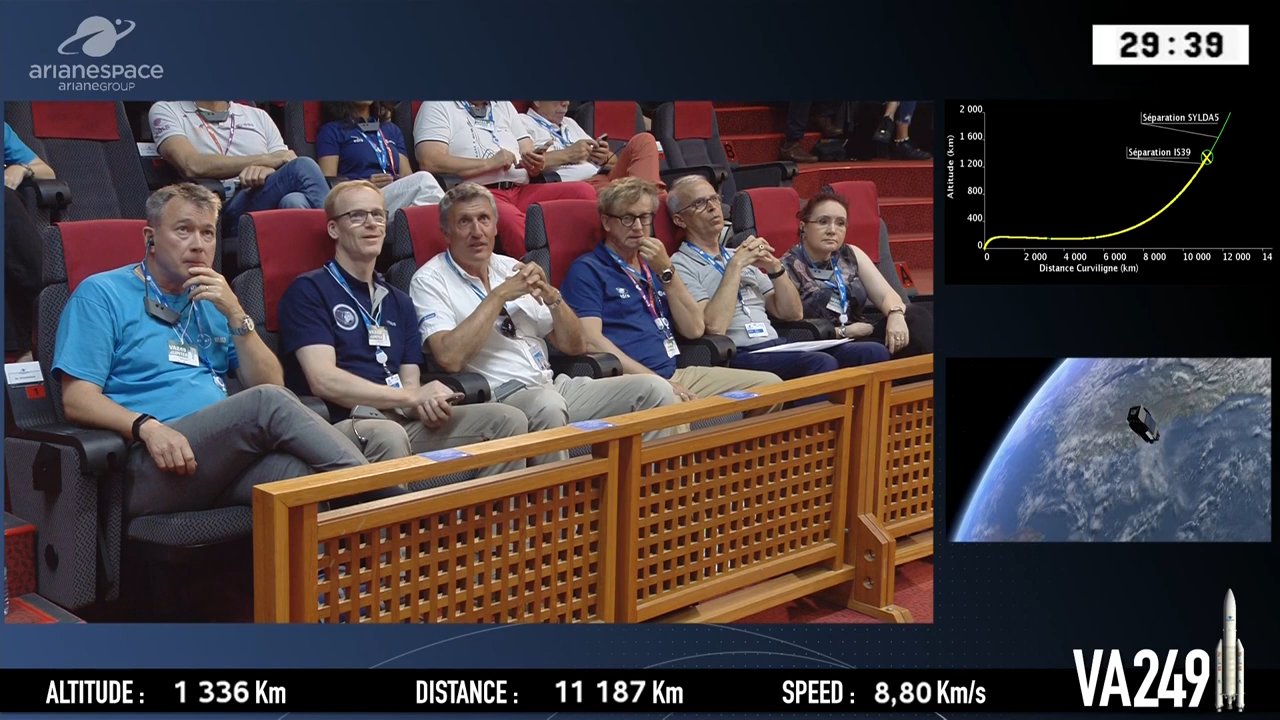 arianespace
arianeGROUP
29:39
2 000
1 600
1 200
800
400
0
Altitude (km)
Séparation SYLDA5
Séparation IS39
0
2 000
4 000
6 000
8 000
10 000
12 000
14
Distance Curviligne (km)
VA249
VA249
ALTITUDE : 1 336 Km
DISTANCE : 11 187 Km
SPEED : 8,80 Km/s